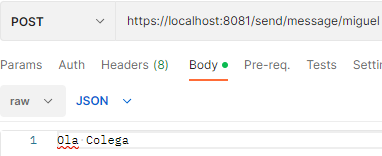 POST https://localhost:8081/send/message/miguel
Params Auth Headers (8) Body Pre-req. Tests Settin
raw JSON
1 Ola Colega